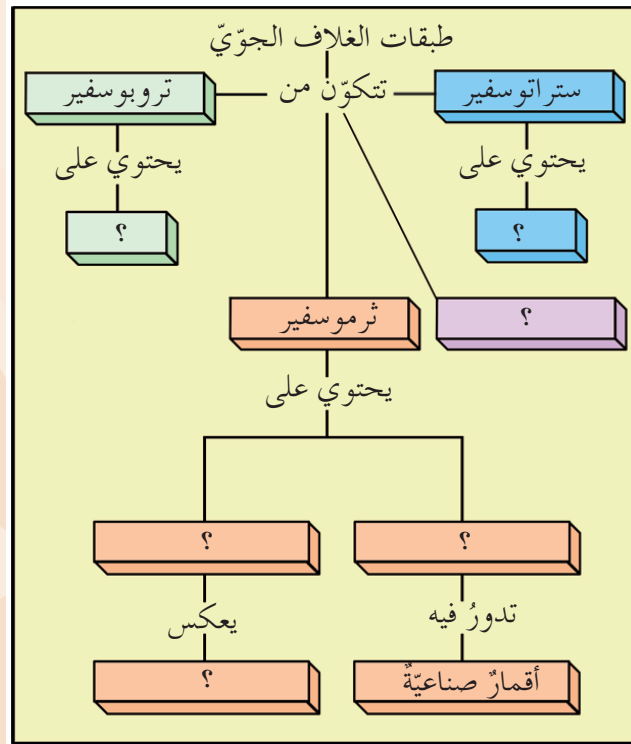 طبقات الغلاف الجوّيّ
تتكوّن من
ستراتوسفير
تروبوسفير
يحتوي على
يحتوي على
؟
؟
ثرموسفير
؟
يحتوي على
؟
؟
تدورُ فيه
يعكس
أقمارٌ صناعيّةٌ
؟